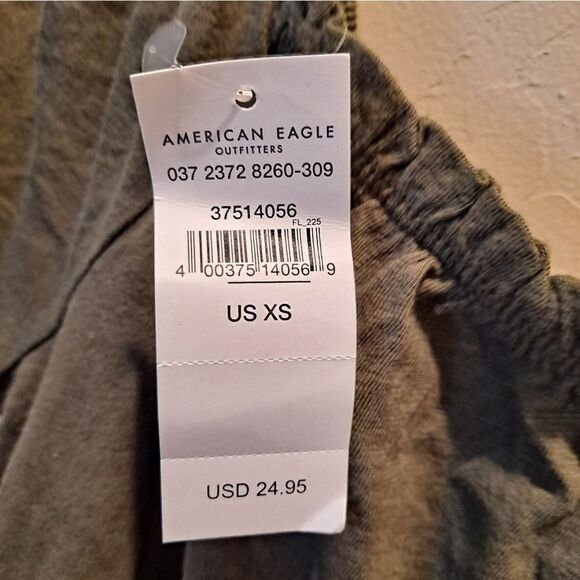 AMERICAN EAGLE
OUTFITTERS
037 2372 8260-309
37514056
FL_225
4 00375 14056 9
US XS
USD 24.95